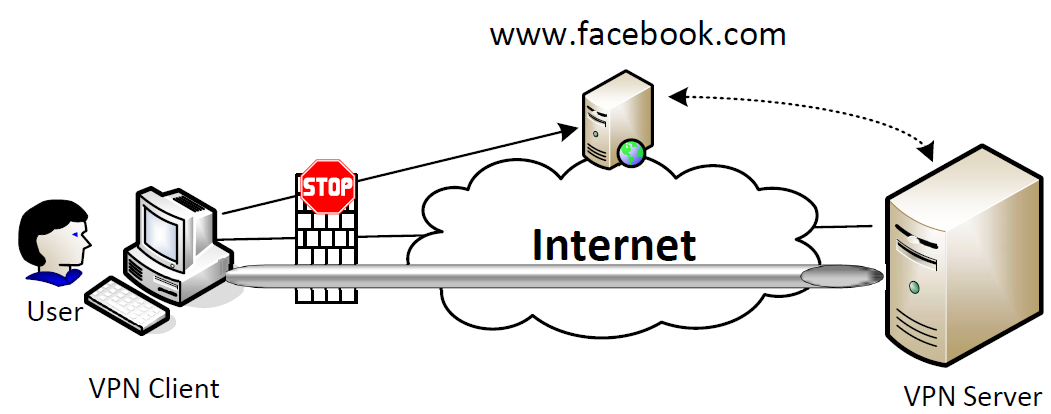 www.facebook.com
STOP
Internet
User
VPN Client
VPN Server